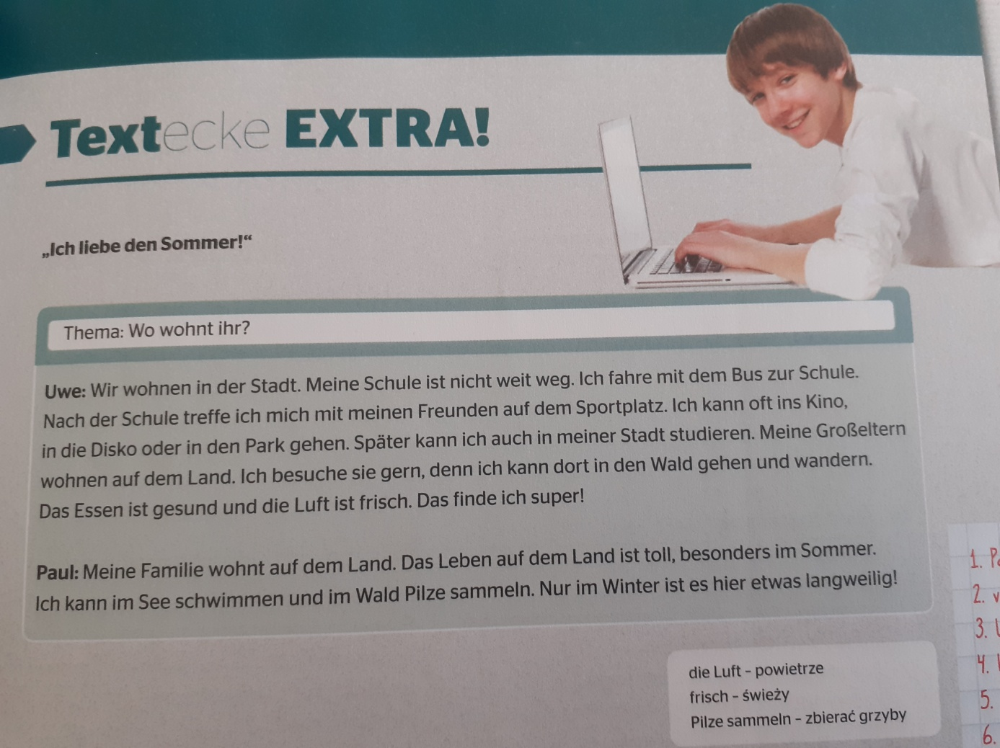 Textecke EXTRA!
„Ich liebe den Sommer!“
Thema: Wo wohnt ihr?
Uwe: Wir wohnen in der Stadt. Meine Schule ist nicht weit weg. Ich fahre mit dem Bus zur Schule.
Nach der Schule treffe ich mich mit meinen Freunden auf dem Sportplatz. Ich kann oft ins Kino,
in die Disko oder in den Park gehen. Später kann ich auch in meiner Stadt studieren. Meine Großeltern
wohnen auf dem Land. Ich besuche sie gern, denn ich kann dort in den Wald gehen und wandern.
Das Essen ist gesund und die Luft ist frisch. Das finde ich super!
Paul: Meine Familie wohnt auf dem Land. Das Leben auf dem Land ist toll, besonders im Sommer.
Ich kann im See schwimmen und im Wald Pilze sammeln. Nur im Winter ist es hier etwas langweilig!
die Luft – powietrze
frisch – świeży
Pilze sammeln – zbierać grzyby
1.
2.
3.
4.
5.
6.